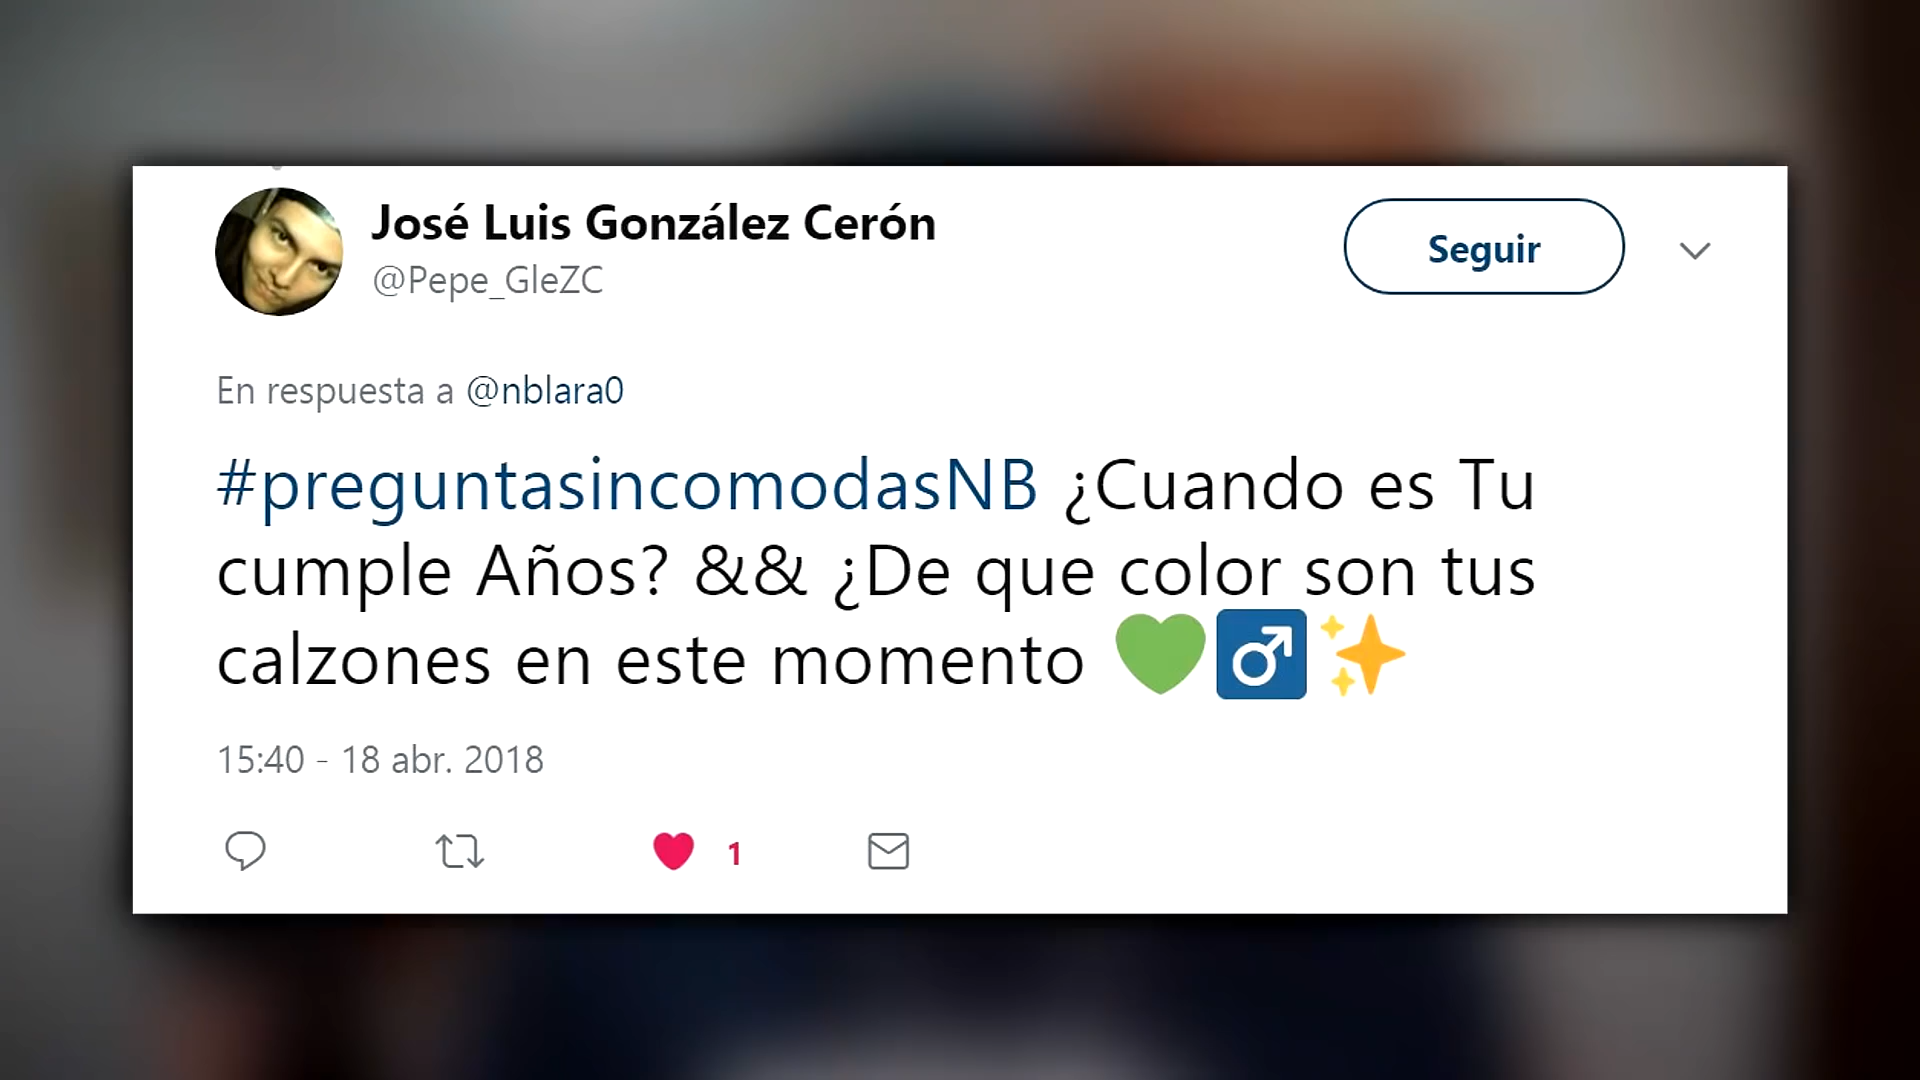 José Luis González Cerón
@Pepe_GleZC
Seguir
En respuesta a @nblara0
#preguntasincomodasNB ¿Cuando es Tu
cumple Años? && ¿De que color son tus
calzones en este momento 💚♂️✨
15:40 - 18 abr. 2018
1